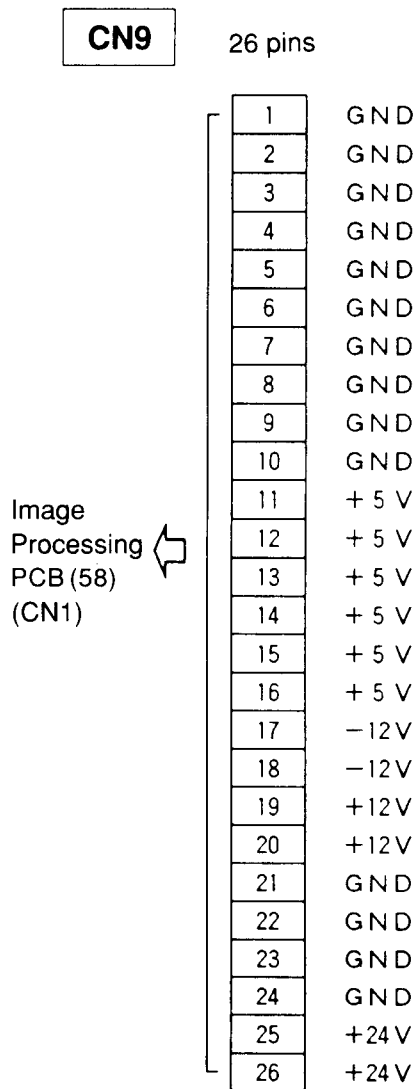 CN9 26 pins
1 GND
2 GND
3 GND
4 GND
5 GND
6 GND
7 GND
8 GND
9 GND
10 GND
11 +5 V
12 +5 V
13 +5 V
14 +5 V
15 +5 V
16 +5 V
17 −12V
18 −12V
19 +12V
20 +12V
21 GND
22 GND
23 GND
24 GND
25 +24V
26 +24V
Image
Processing
PCB (58)
(CN1)